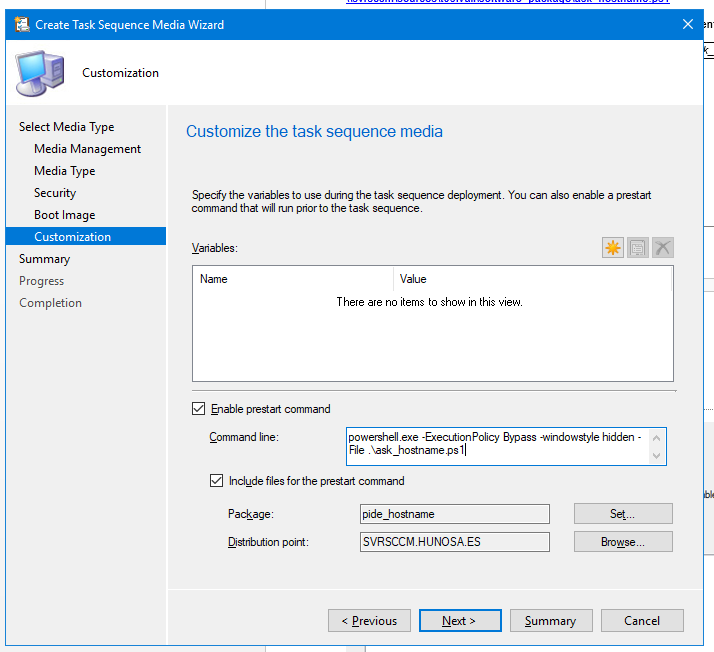 Create Task Sequence Media Wizard
Customization
Select Media Type
Media Management
Media Type
Security
Boot Image
Customization
Summary
Progress
Completion
Customize the task sequence media
Specify the variables to use during the task sequence deployment. You can also enable a prestart
command that will run prior to the task sequence.
Variables:
Name Value
There are no items to show in this view.
Enable prestart command
Command line:
powershell.exe -ExecutionPolicy Bypass -windowstyle hidden -
File .\ask_hostname.ps1
Include files for the prestart command
Package:
pide_hostname
Set...
Distribution point:
SVRSCCM.HUNOSA.ES
Browse...
< Previous
Next >
Summary
Cancel